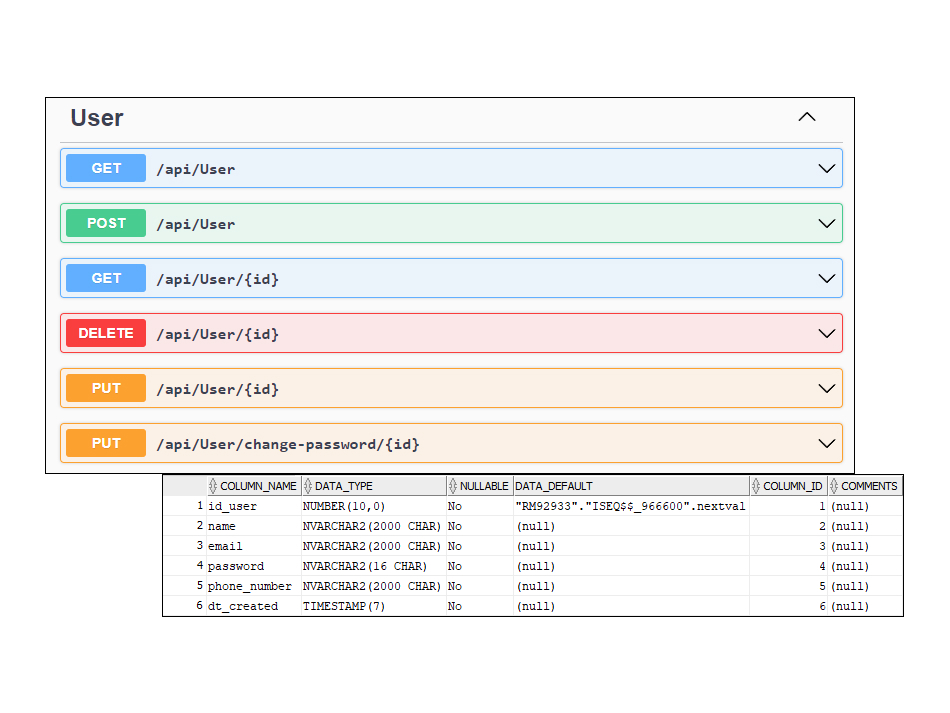 User
GET /api/User
POST /api/User
GET /api/User/{id}
DELETE /api/User/{id}
PUT /api/User/{id}
PUT /api/User/change-password/{id}
COLUMN_NAME DATA_TYPE NULLABLE DATA_DEFAULT COLUMN_ID COMMENTS
1 id_user NUMBER(10,0) No "RM92933"."ISEQ$$_966600".nextval 1 (null)
2 name NVARCHAR2(2000 CHAR) No (null) 2 (null)
3 email NVARCHAR2(2000 CHAR) No (null) 3 (null)
4 password NVARCHAR2(16 CHAR) No (null) 4 (null)
5 phone_number NVARCHAR2(2000 CHAR) No (null) 5 (null)
6 dt_created TIMESTAMP(7) No (null) 6 (null)